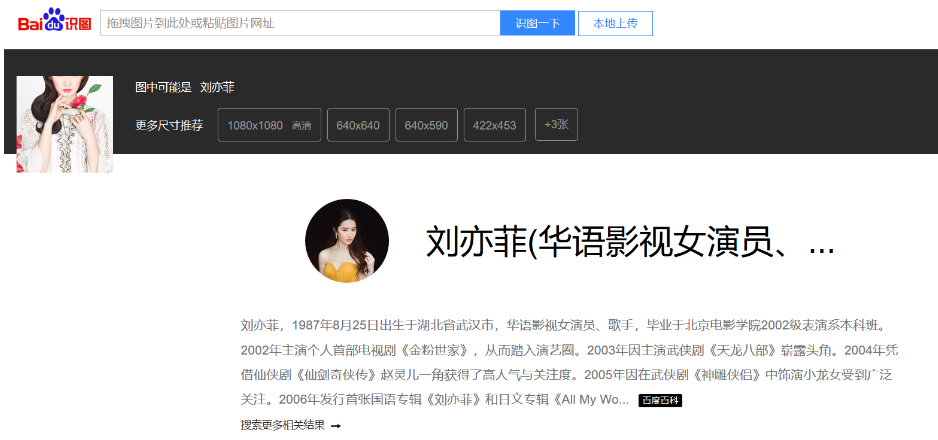 Bai du 识图
拖拽图片到此处或粘贴图片网址
识图一下
本地上传
图中可能是 刘亦菲
更多尺寸推荐 1080x1080 高清 640x640 640x590 422x453 +3张
刘亦菲(华语影视女演员、...
刘亦菲，1987年8月25日出生于湖北省武汉市，华语影视女演员、歌手，毕业于北京电影学院2002级表演系本科班。
2002年主演个人首部电视剧《金粉世家》，从而踏入演艺圈。2003年因主演武侠剧《天龙八部》崭露头角。2004年凭
借仙侠剧《仙剑奇侠传》赵灵儿一角获得了高人气与关注度。2005年因在武侠剧《神雕侠侣》中饰演小龙女受到广泛
关注。2006年发行首张国语专辑《刘亦菲》和日文专辑《All My Wo... 百度百科
搜索更多相关结果 →